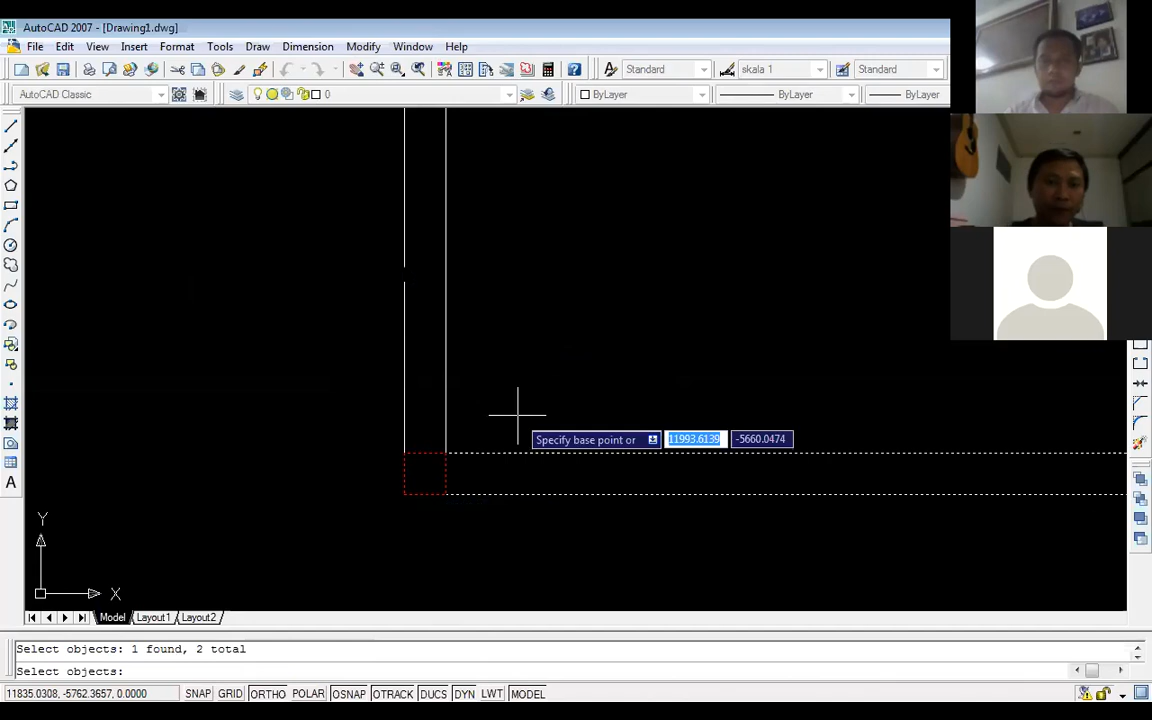 AutoCAD 2007 - [Drawing1.dwg]
File Edit View Insert Format Tools Draw Dimension Modify Window Help
Standard skala 1 Standard
AutoCAD Classic 0 ByLayer ByLayer ByLayer
A
Specify base point or 11993.6139 -5660.0474
Y
X
Model Layout1 Layout2
Select objects: 1 found, 2 total
Select objects:
11835.0308, -5762.3657, 0.0000 SNAP GRID ORTHO POLAR OSNAP OTRACK DUCS DYN LWT MODEL